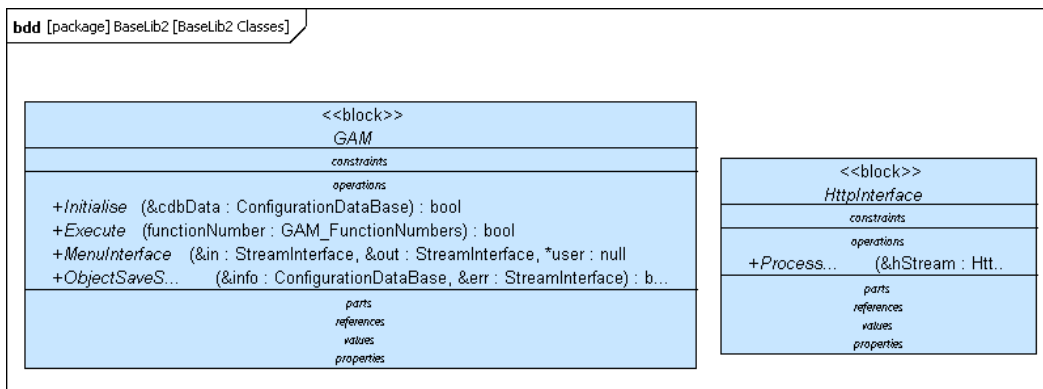 bdd [package] BaseLib2 [BaseLib2 Classes]
<<block>>
GAM
constraints
operations
+Initialise (&cdbData : ConfigurationDataBase) : bool
+Execute (functionNumber : GAM_FunctionNumbers) : bool
+MenuInterface (&in : StreamInterface, &out : StreamInterface, *user : null
+ObjectSaveS... (&info : ConfigurationDataBase, &err : StreamInterface) : b...
parts
references
values
properties
<<block>>
HttpInterface
constraints
operations
+Process... (&hStream : Htt..
parts
references
values
properties